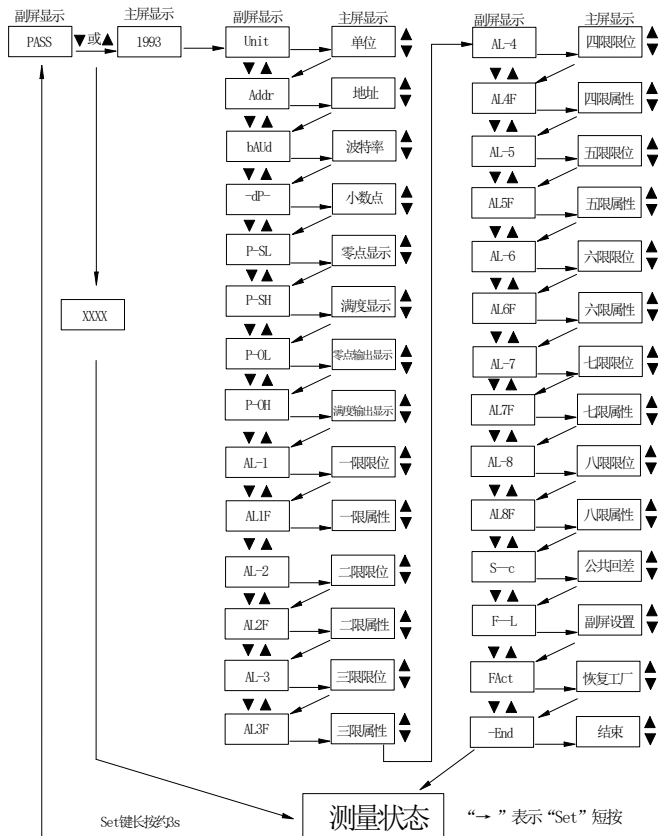 副屏显示 主屏显示
PASS ▼或▲ 1993
XXXX
副屏显示 主屏显示
Unit 单位
▼ ▲
Addr 地址
▼ ▲
bAUd 波特率
▼ ▲
-dP- 小数点
▼ ▲
P-SL 零点显示
▼ ▲
P-SH 满度显示
▼ ▲
P-OL 零点输出显示
▼ ▲
P-OH 满度输出显示
▼ ▲
AL-1 一限限位
▼ ▲
AL1F 一限属性
▼ ▲
AL-2 二限限位
▼ ▲
AL2F 二限属性
▼ ▲
AL-3 三限限位
▼ ▲
AL3F 三限属性
副屏显示 主屏显示
AL-4 四限限位
▼ ▲
AL4F 四限属性
▼ ▲
AL-5 五限限位
▼ ▲
AL5F 五限属性
▼ ▲
AL-6 六限限位
▼ ▲
AL6F 六限属性
▼ ▲
AL-7 七限限位
▼ ▲
AL7F 七限属性
▼ ▲
AL-8 八限限位
▼ ▲
AL8F 八限属性
▼ ▲
S—c 公共回差
▼ ▲
F—L 副屏设置
▼ ▲
FAct 恢复工厂
▼ ▲
-End 结束
Set键长按约3s
测量状态
“→ ”表示“Set”短按